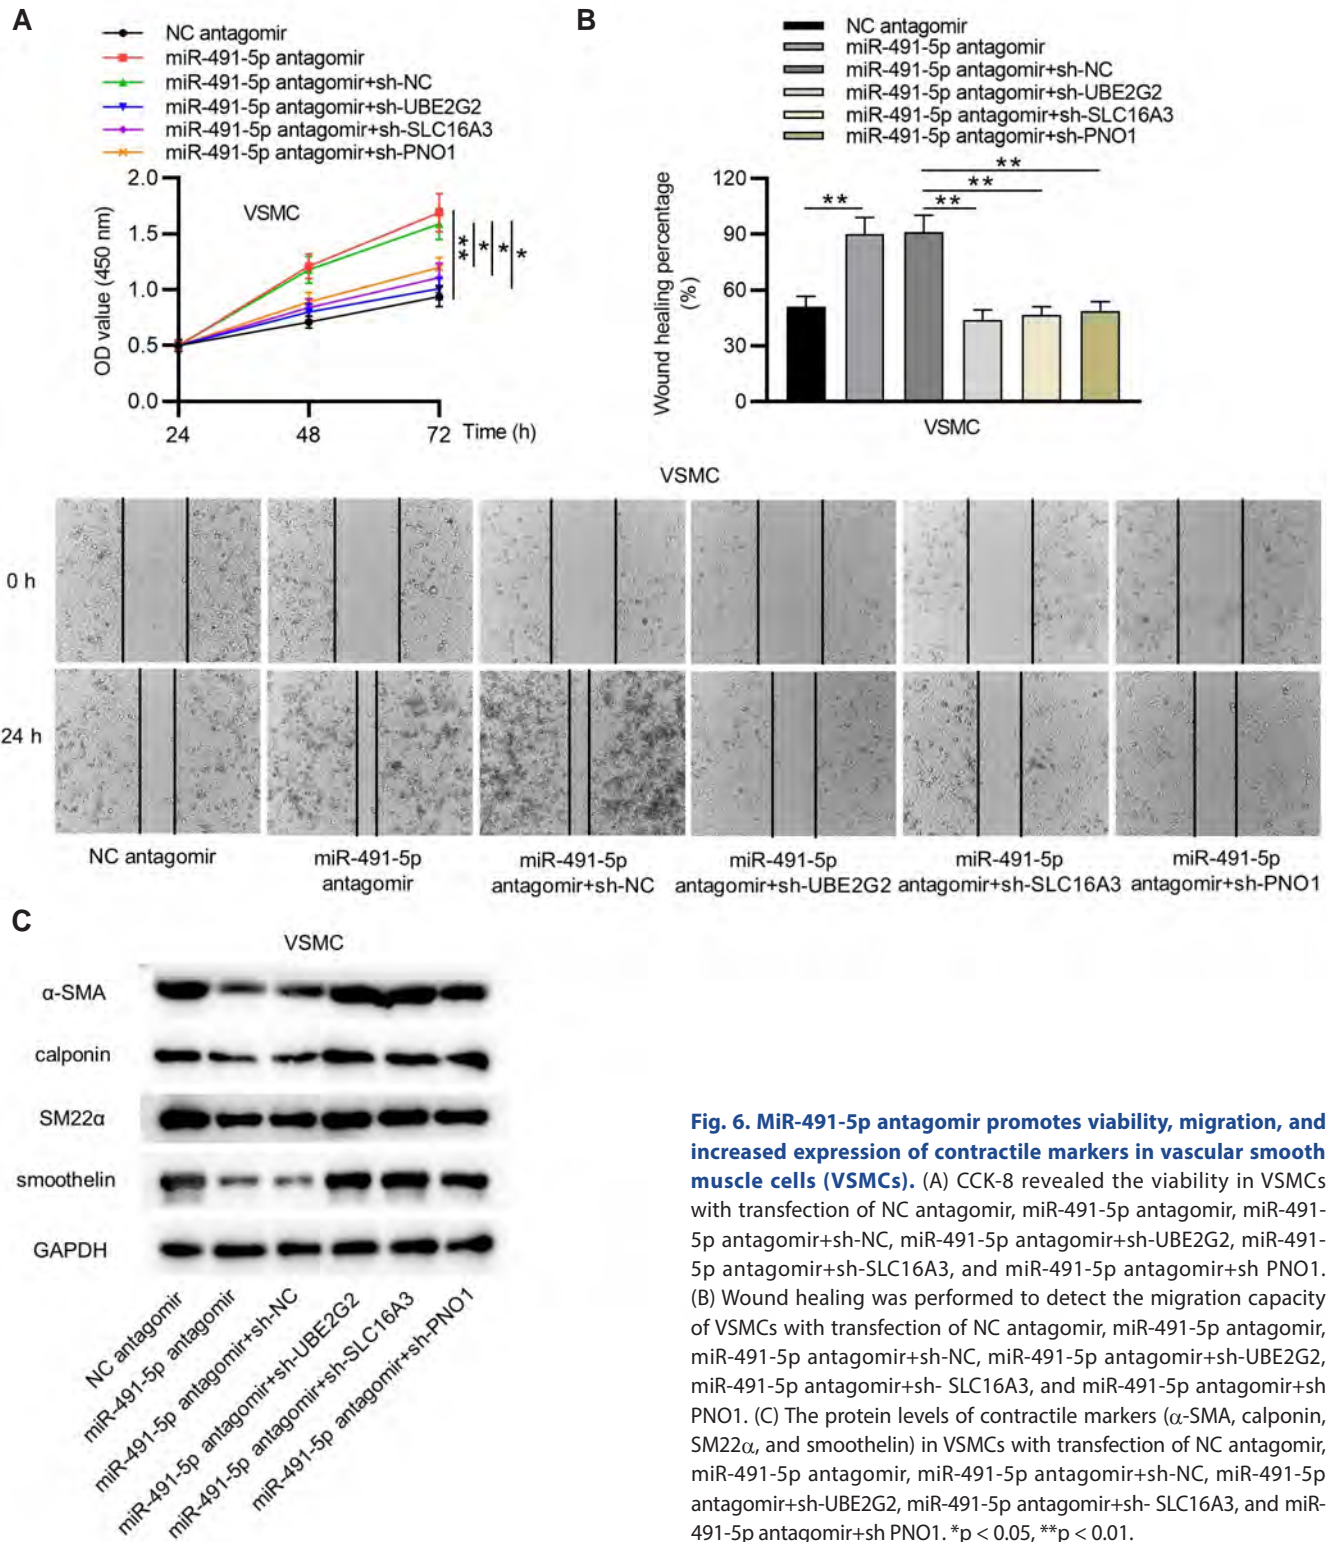 A
NC antagomir
miR-491-5p antagomir
miR-491-5p antagomir+sh-NC
miR-491-5p antagomir+sh-UBE2G2
miR-491-5p antagomir+sh-SLC16A3
miR-491-5p antagomir+sh-PNO1
VSMC
OD value (450 nm)
2.0
1.5
1.0
0.5
0.0
24
48
72
Time (h)
**
*
*
*
B
NC antagomir
miR-491-5p antagomir
miR-491-5p antagomir+sh-NC
miR-491-5p antagomir+sh-UBE2G2
miR-491-5p antagomir+sh-SLC16A3
miR-491-5p antagomir+sh-PNO1
Wound healing percentage
(%)
120
90
60
30
0
**
**
**
**
VSMC
VSMC
0 h
24 h
NC antagomir
miR-491-5p
antagomir
miR-491-5p
antagomir+sh-NC
miR-491-5p
antagomir+sh-UBE2G2
miR-491-5p
antagomir+sh-SLC16A3
miR-491-5p
antagomir+sh-PNO1
C
VSMC
α-SMA
calponin
SM22α
smoothelin
GAPDH
NC antagomir
miR-491-5p antagomir
miR-491-5p antagomir+sh-NC
miR-491-5p antagomir+sh-UBE2G2
miR-491-5p antagomir+sh-SLC16A3
miR-491-5p antagomir+sh-PNO1
Fig. 6. MiR-491-5p antagomir promotes viability, migration, and
increased expression of contractile markers in vascular smooth
muscle cells (VSMCs). (A) CCK-8 revealed the viability in VSMCs
with transfection of NC antagomir, miR-491-5p antagomir, miR-491-
5p antagomir+sh-NC, miR-491-5p antagomir+sh-UBE2G2, miR-491-
5p antagomir+sh-SLC16A3, and miR-491-5p antagomir+sh PNO1.
(B) Wound healing was performed to detect the migration capacity
of VSMCs with transfection of NC antagomir, miR-491-5p antagomir,
miR-491-5p antagomir+sh-NC, miR-491-5p antagomir+sh-UBE2G2,
miR-491-5p antagomir+sh- SLC16A3, and miR-491-5p antagomir+sh
PNO1. (C) The protein levels of contractile markers (α-SMA, calponin,
SM22α, and smoothelin) in VSMCs with transfection of NC antagomir,
miR-491-5p antagomir, miR-491-5p antagomir+sh-NC, miR-491-5p
antagomir+sh-UBE2G2, miR-491-5p antagomir+sh- SLC16A3, and miR-
491-5p antagomir+sh PNO1. *p < 0.05, **p < 0.01.